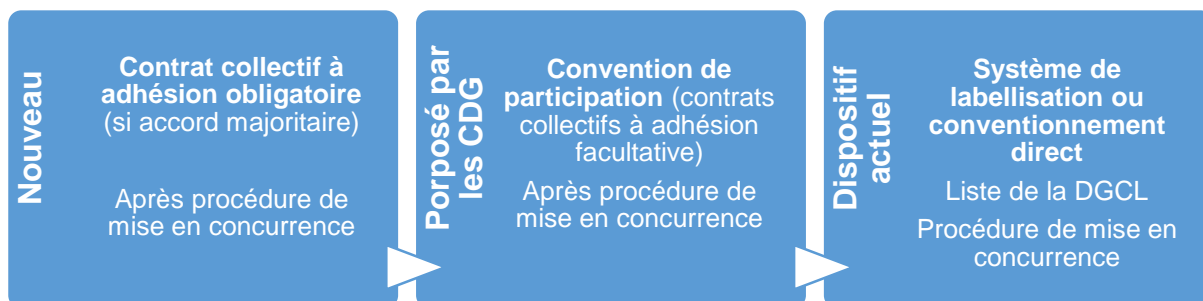 Nouveau
Contrat collectif à
adhésion obligatoire
(si accord majoritaire)
Après procédure de
mise en concurrence
Porposé par
les CDG
Convention de
participation (contrats
collectifs à adhésion
facultative)
Après procédure de
mise en concurrence
Dispositif
actuel
Système de
labellisation ou
conventionnement
direct
Liste de la DGCL
Procédure de mise en
concurrence